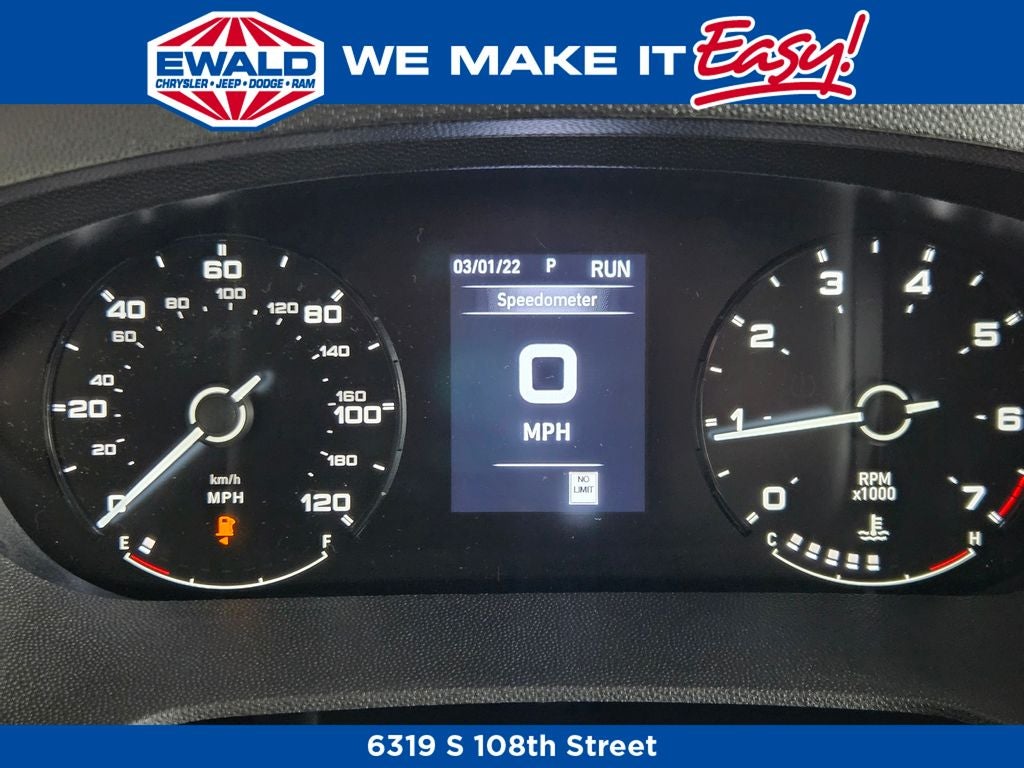 EWALD
CHRYSLER • JEEP • DODGE • RAM
WE MAKE IT Easy!
03/01/22 P RUN
Speedometer
0
MPH
NO
LIMIT
0 20 40 60 80 100 120
20 40 60 80 100 120 140 160 180
km/h
MPH
E F
0 1 2 3 4 5 6 7
RPM
x1000
C H
6319 S 108th Street